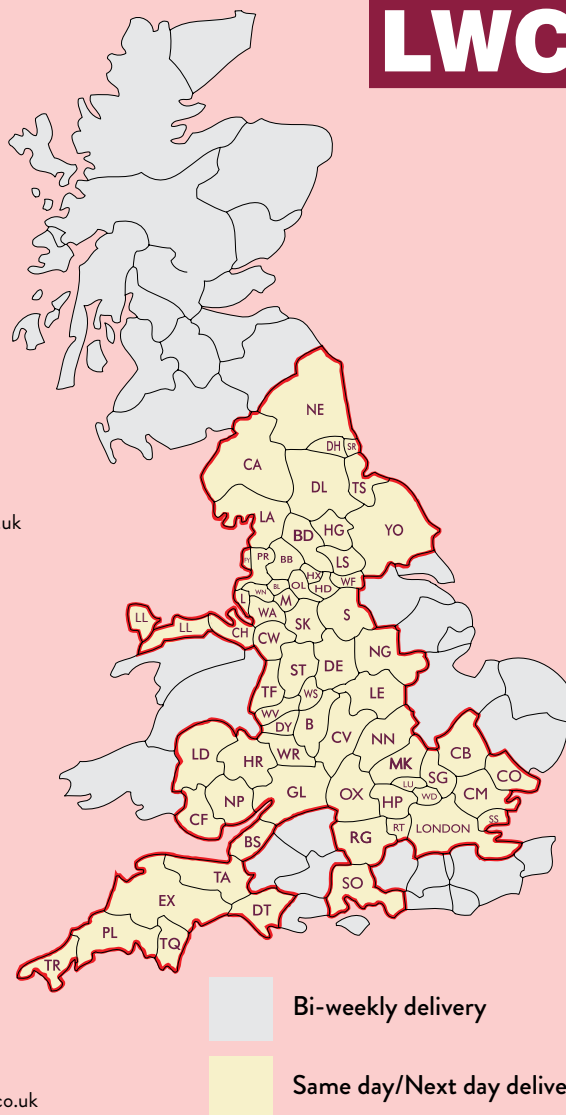 LWC
NE
DH SR
CA
DL TS
LA
BD HG YO
PR BB LS
HX
BL OL HD WF
WN
L M
WA S
LL
LL CH SK
CW
NG
ST DE
TF WS LE
WV
DY B
CV NN
LD HR WR
MK CB
SG CO
LU
NP GL OX HP WD CM
CF SS
RT LONDON
BS RG
TA
SO
EX
DT
PL
TQ
TR
uk
Bi-weekly delivery
Same day/Next day delive
co.uk